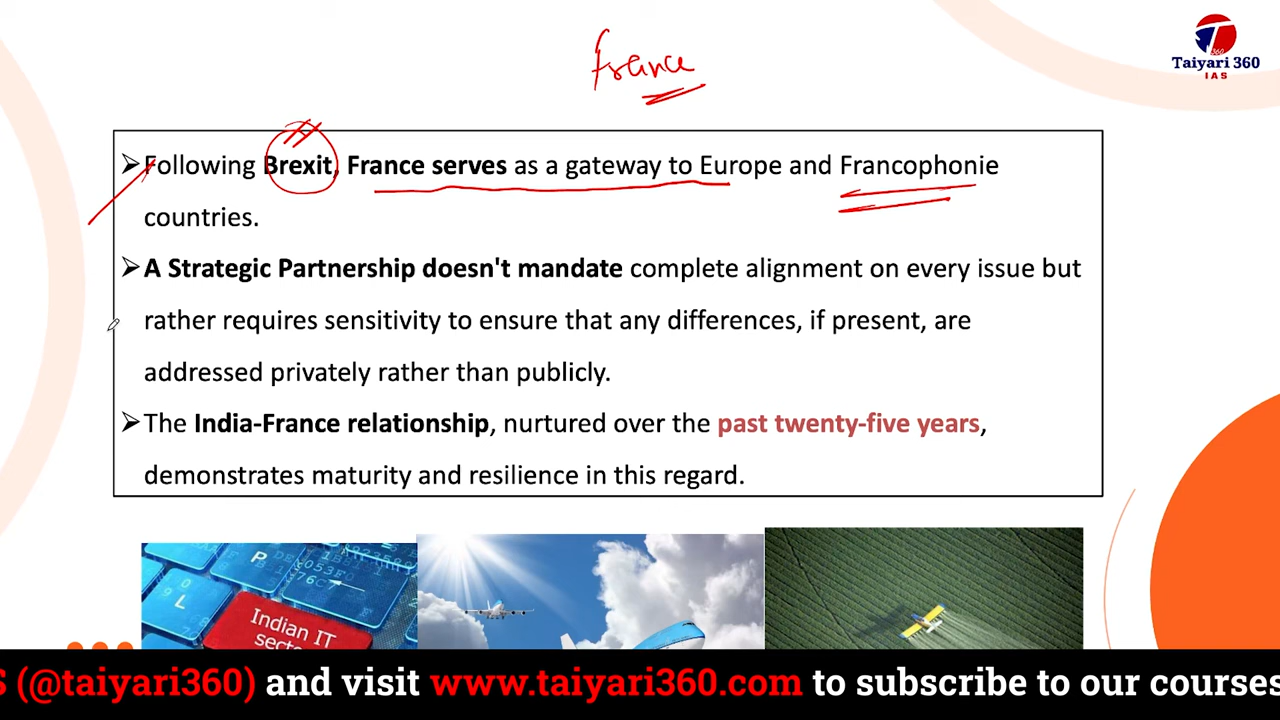 France
Taiyari 360
IAS
➢ Following Brexit, France serves as a gateway to Europe and Francophonie
countries.
➢ A Strategic Partnership doesn't mandate complete alignment on every issue but
rather requires sensitivity to ensure that any differences, if present, are
addressed privately rather than publicly.
➢ The India-France relationship, nurtured over the past twenty-five years,
demonstrates maturity and resilience in this regard.
P
L
Indian IT
S (@taiyari360) and visit www.taiyari360.com to subscribe to our courses